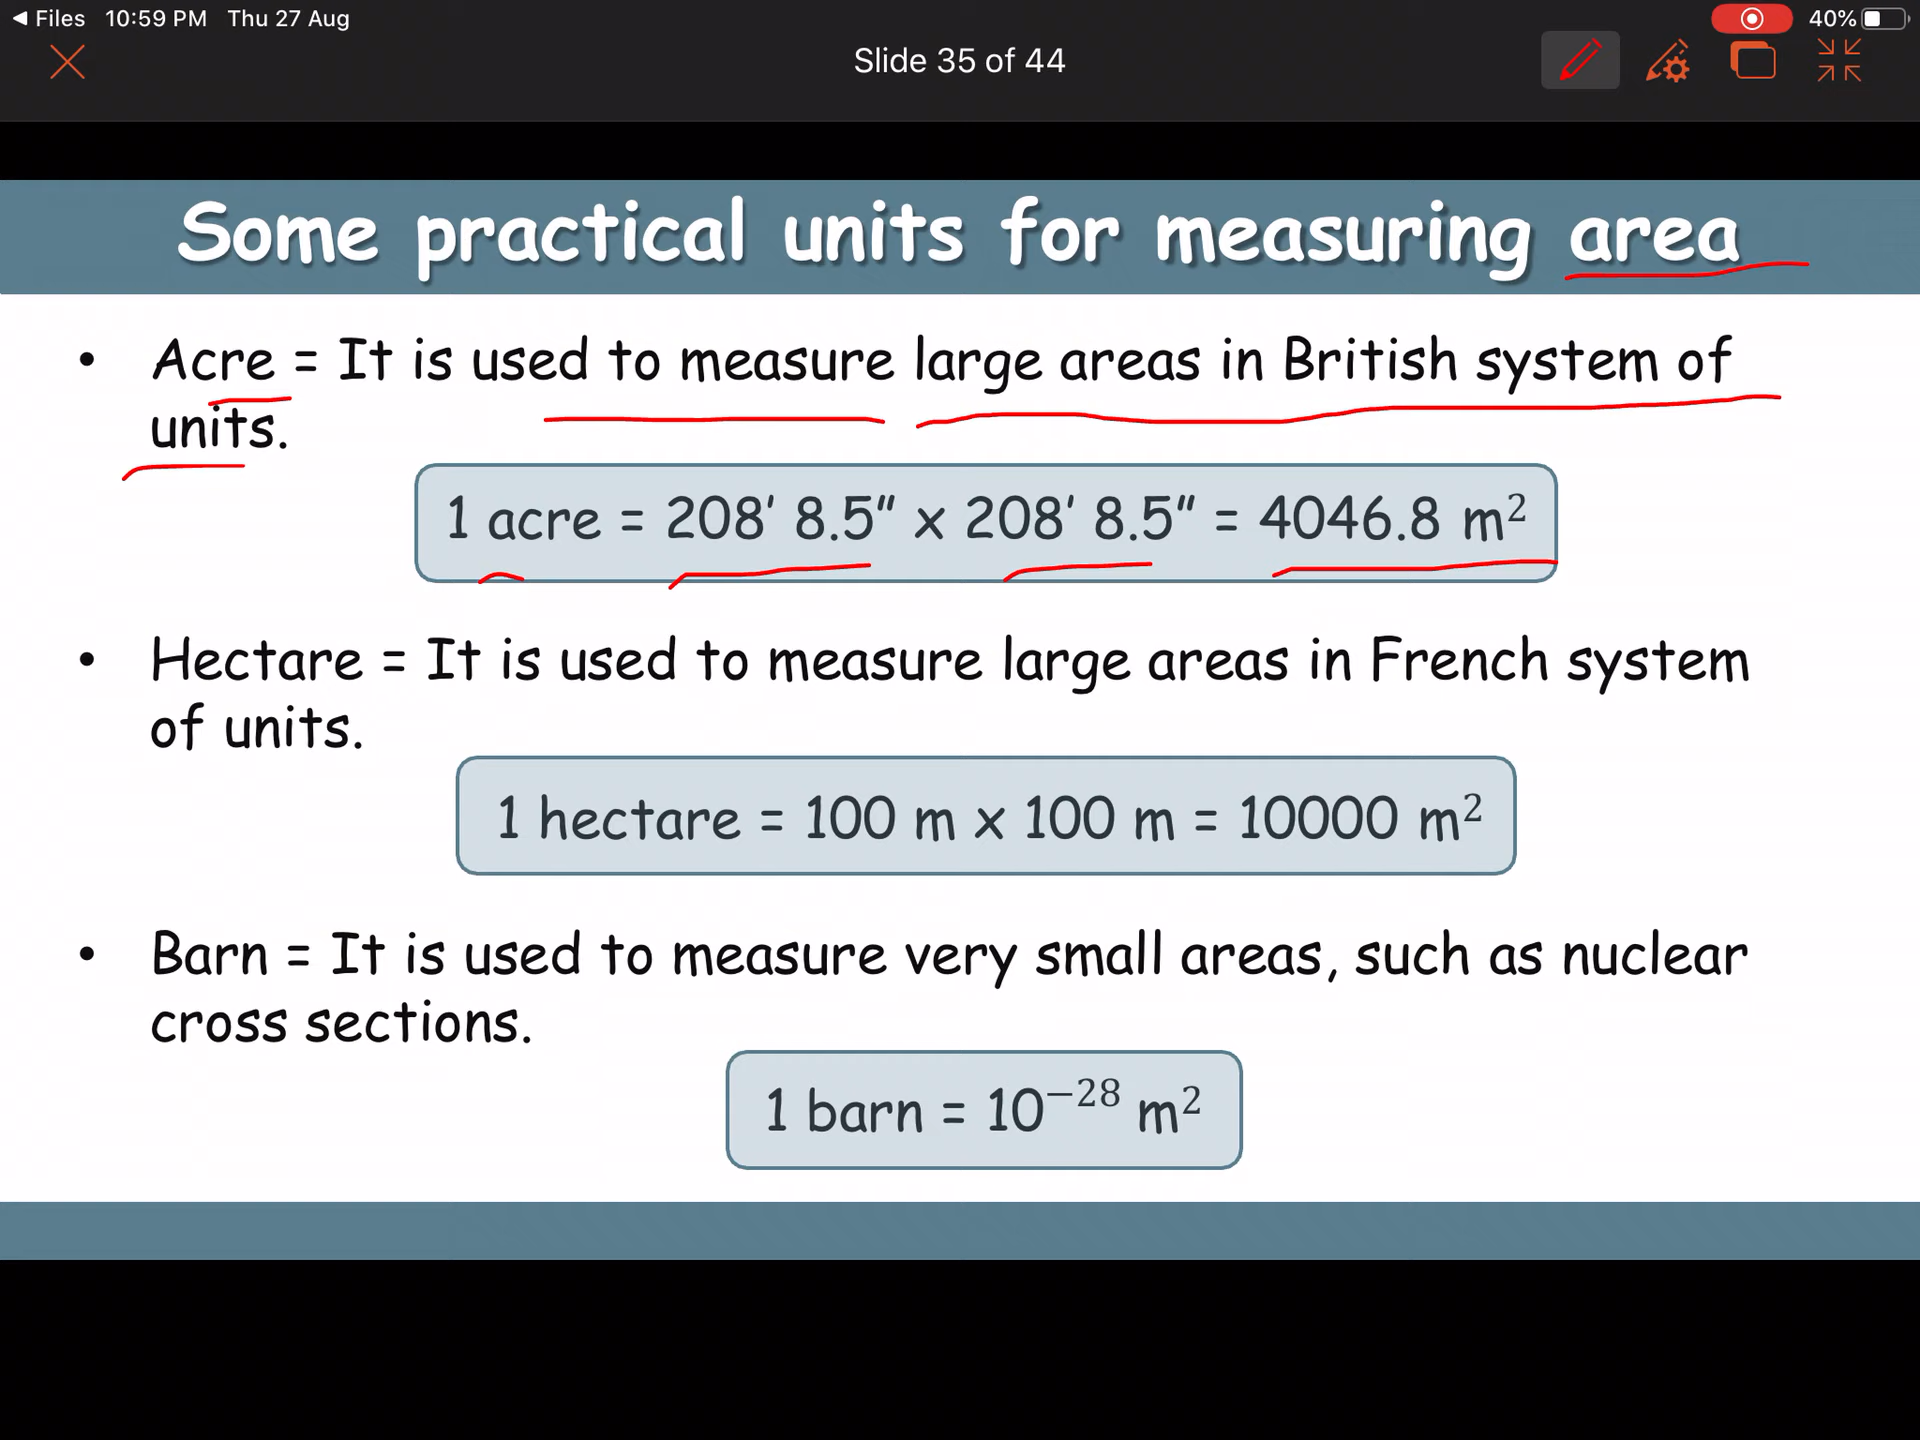 Files 10:59 PM Thu 27 Aug 40%
Slide 35 of 44
Some practical units for measuring area
• Acre = It is used to measure large areas in British system of
units.
1 acre = 208′ 8.5″ x 208′ 8.5″ = 4046.8 m²
• Hectare = It is used to measure large areas in French system
of units.
1 hectare = 100 m x 100 m = 10000 m²
• Barn = It is used to measure very small areas, such as nuclear
cross sections.
1 barn = 10⁻²⁸ m²